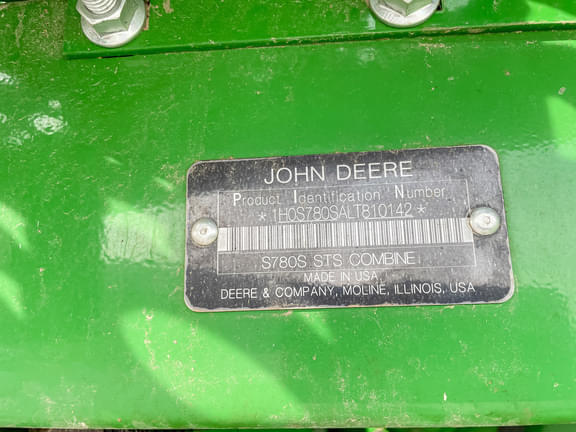 JOHN DEERE
Product Identification Number
*1H0S780SALT810142*
S780S STS COMBINE
MADE IN USA
DEERE & COMPANY, MOLINE, ILLINOIS, USA